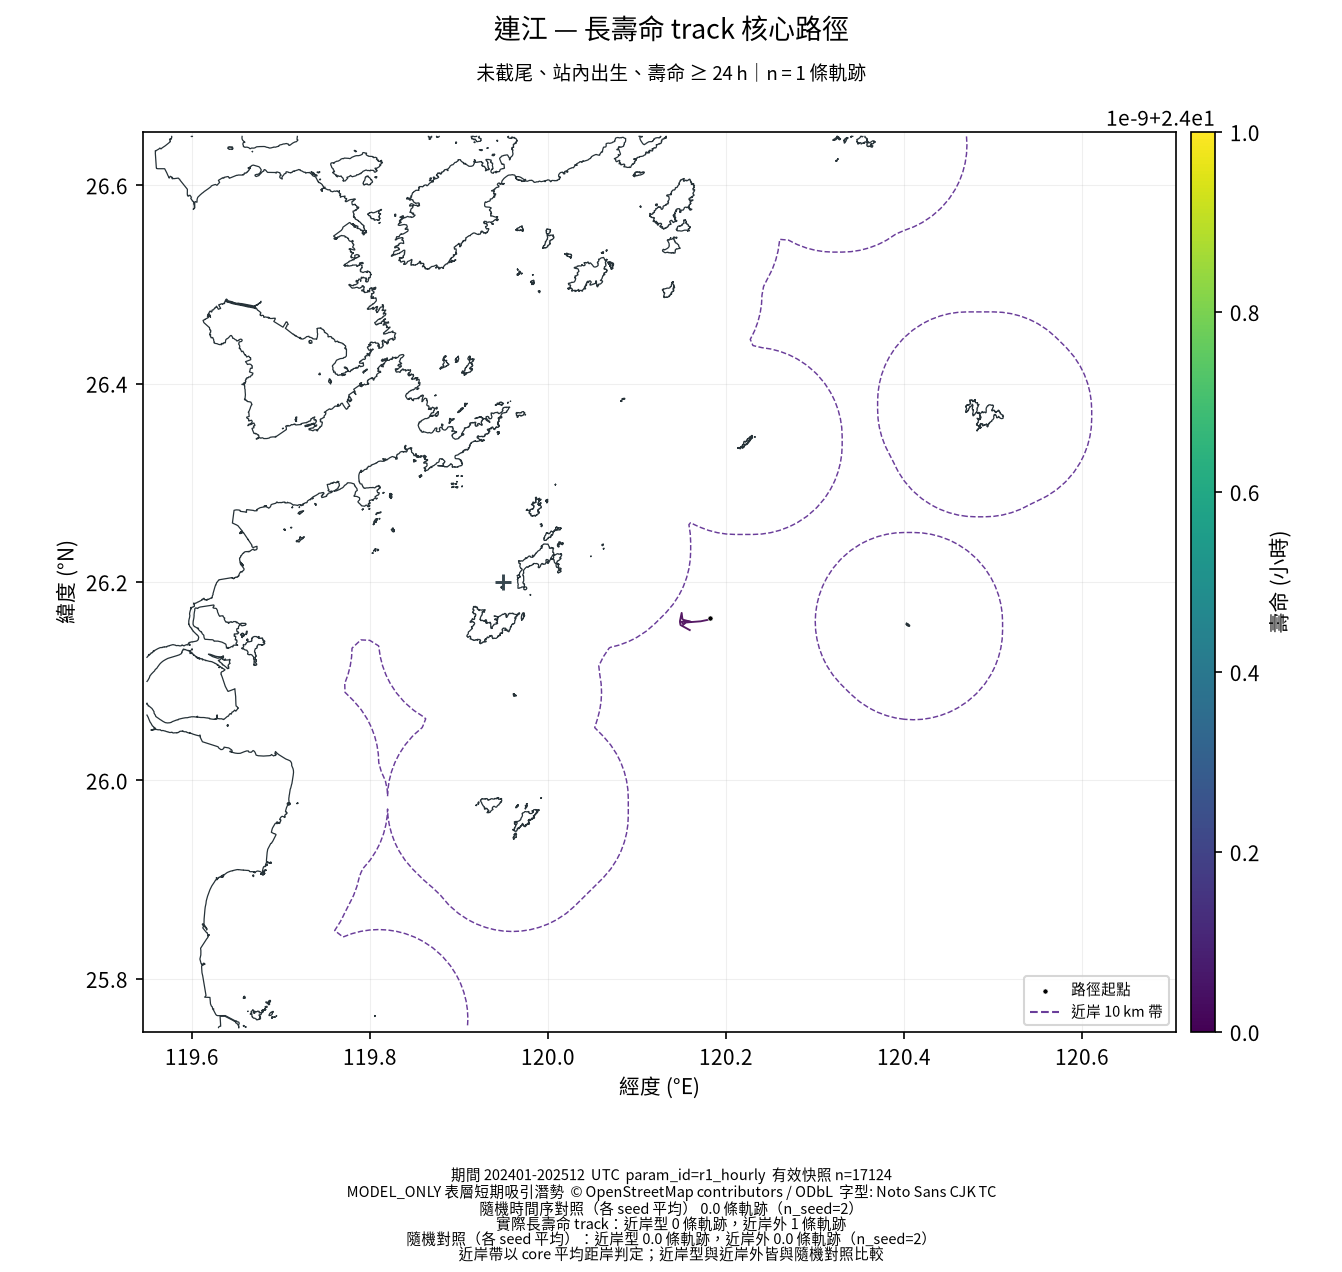 連江 — 長壽命 track 核心路徑
未截尾、站內出生、壽命 ≥ 24 h｜n = 1 條軌跡
1e-9+2.4e1
26.6
26.4
26.2
26.0
25.8
緯度 (°N)
119.6
119.8
120.0
120.2
120.4
120.6
經度 (°E)
路徑起點
近岸 10 km 帶
1.0
0.8
0.6
0.4
0.2
0.0
壽命 (小時)
期間 202401-202512 UTC param_id=r1_hourly 有效快照 n=17124
MODEL_ONLY 表層短期吸引潛勢 © OpenStreetMap contributors / ODbL 字型: Noto Sans CJK TC
隨機時間序對照（各 seed 平均） 0.0 條軌跡（n_seed=2）
實際長壽命 track：近岸型 0 條軌跡，近岸外 1 條軌跡
隨機對照（各 seed 平均）：近岸型 0.0 條軌跡，近岸外 0.0 條軌跡（n_seed=2）
近岸帶以 core 平均距岸判定；近岸型與近岸外皆與隨機對照比較